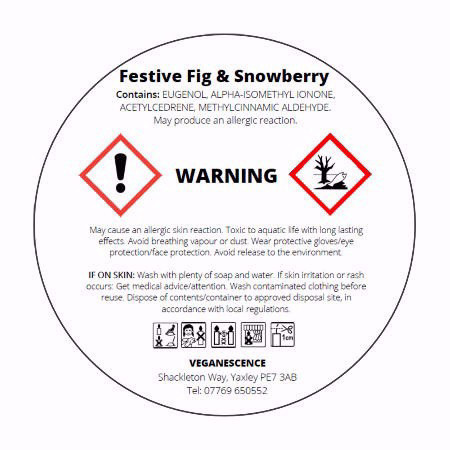 Festive Fig & Snowberry
Contains: EUGENOL, ALPHA-ISOMETHYL IONONE,
ACETYLCEDRENE, METHYLCINNAMIC ALDEHYDE.
May produce an allergic reaction.
WARNING
May cause an allergic skin reaction. Toxic to aquatic life with long lasting
effects. Avoid breathing vapour or dust. Wear protective gloves/eye
protection/face protection. Avoid release to the environment.
IF ON SKIN: Wash with plenty of soap and water. If skin irritation or rash
occurs: Get medical advice/attention. Wash contaminated clothing before
reuse. Dispose of contents/container to approved disposal site, in
accordance with local regulations.
1cm
VEGANESCENCE
Shackleton Way, Yaxley PE7 3AB
Tel: 07769 650552